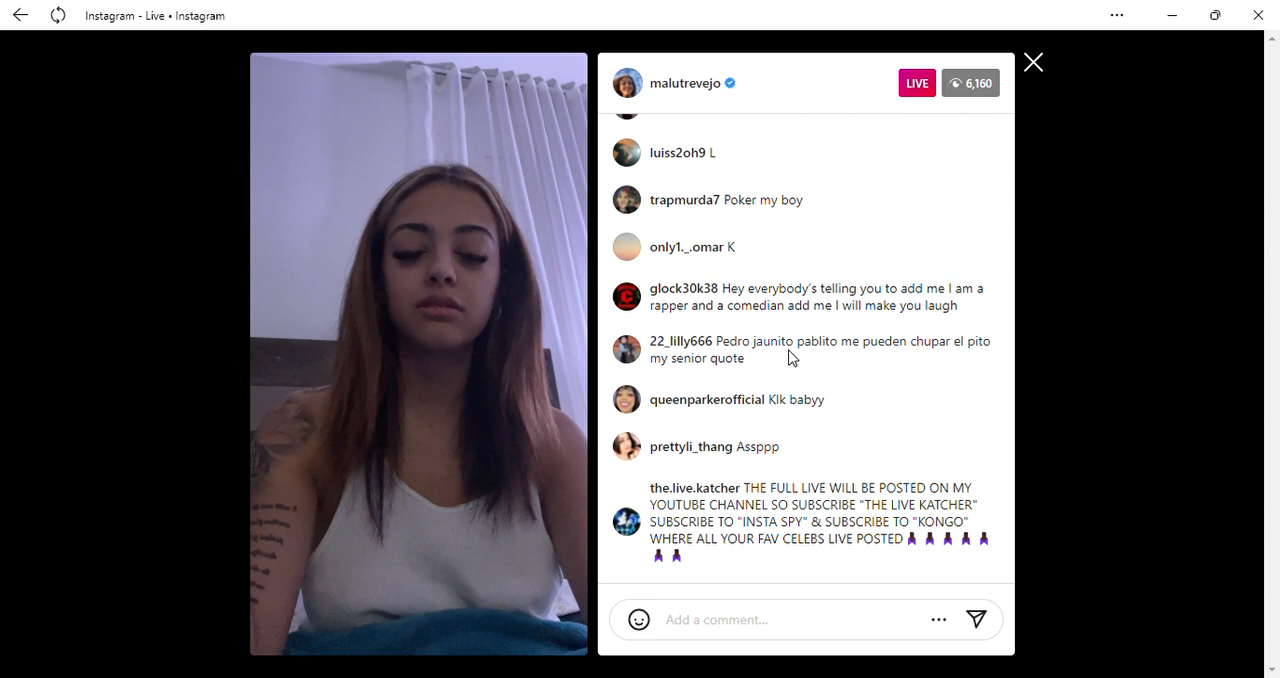 Instagram - Live • Instagram
malutrevejo
LIVE
6,160
luiss2oh9 L
trapmurda7 Poker my boy
only1._.omar K
glock30k38 Hey everybody's telling you to add me I am a
rapper and a comedian add me I will make you laugh
22_lilly666 Pedro jaunito pablito me pueden chupar el pito
my senior quote
queenparkerofficial Klk babyy
prettyli_thang Assppp
the.live.katcher THE FULL LIVE WILL BE POSTED ON MY
YOUTUBE CHANNEL SO SUBSCRIBE "THE LIVE KATCHER"
SUBSCRIBE TO "INSTA SPY" & SUBSCRIBE TO "KONGO"
WHERE ALL YOUR FAV CELEBS LIVE POSTED
Add a comment...